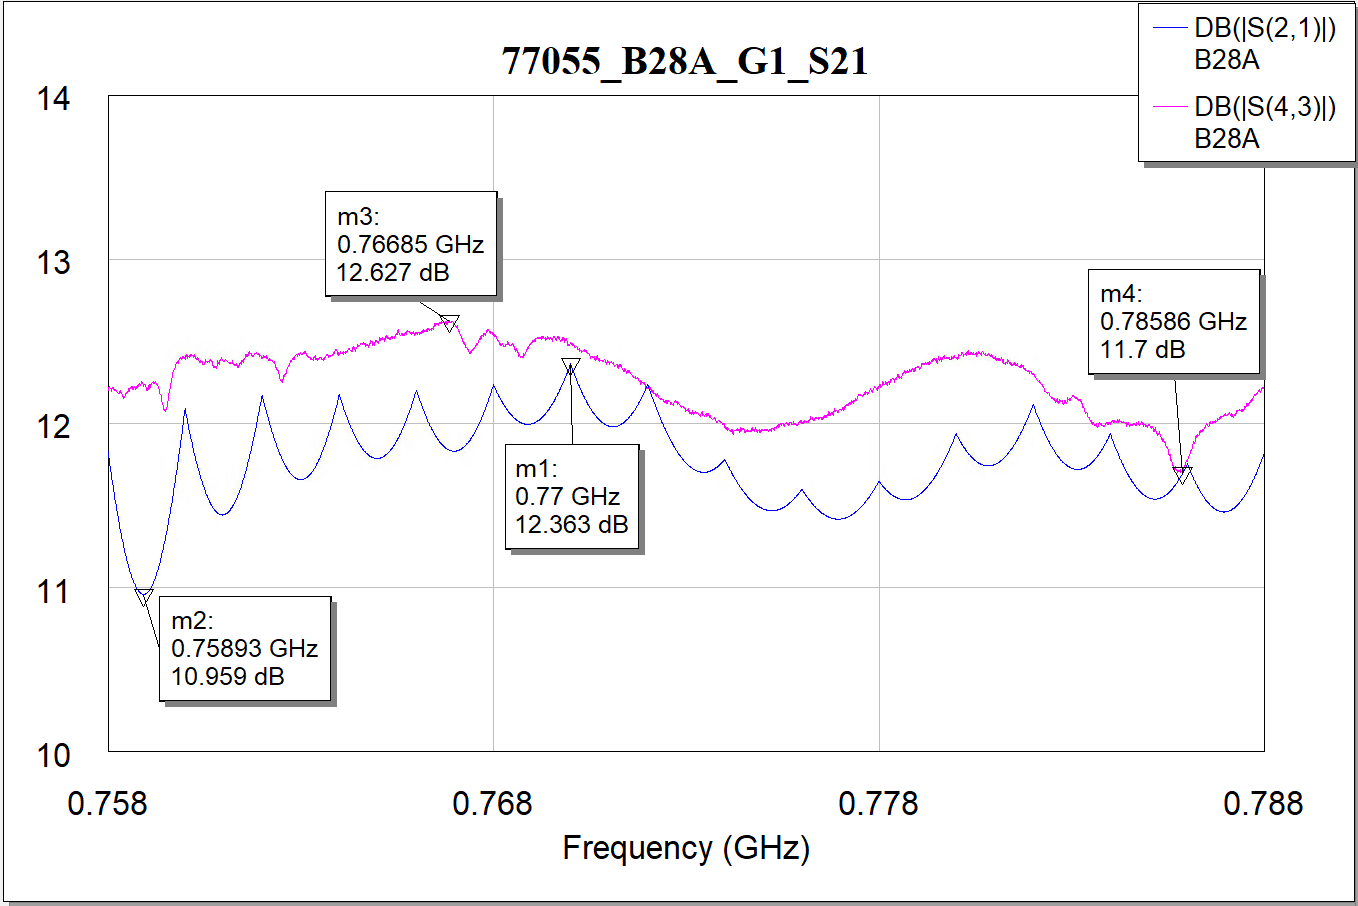 77055_B28A_G1_S21
DB(|S(2,1)|)
B28A
DB(|S(4,3)|)
B28A
14
13
12
11
10
m3:
0.76685 GHz
12.627 dB
m4:
0.78586 GHz
11.7 dB
m1:
0.77 GHz
12.363 dB
m2:
0.75893 GHz
10.959 dB
0.758
0.768
0.778
0.788
Frequency (GHz)